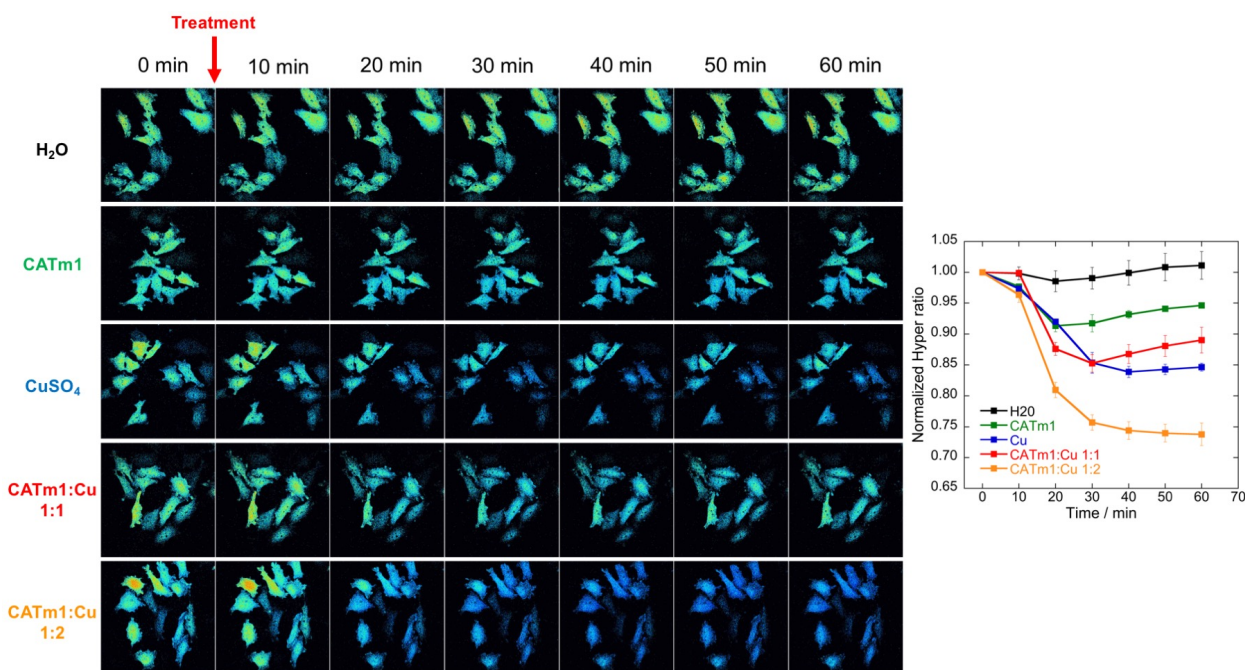 Treatment
0 min 10 min 20 min 30 min 40 min 50 min 60 min
H₂O
CATm1
CuSO₄
CATm1:Cu
1:1
CATm1:Cu
1:2
Normalized Hyper ratio
1.05
1.00
0.95
0.90
0.85
0.80
0.75
0.70
0.65
H20
CATm1
Cu
CATm1:Cu 1:1
CATm1:Cu 1:2
0 10 20 30 40 50 60 70
Time / min